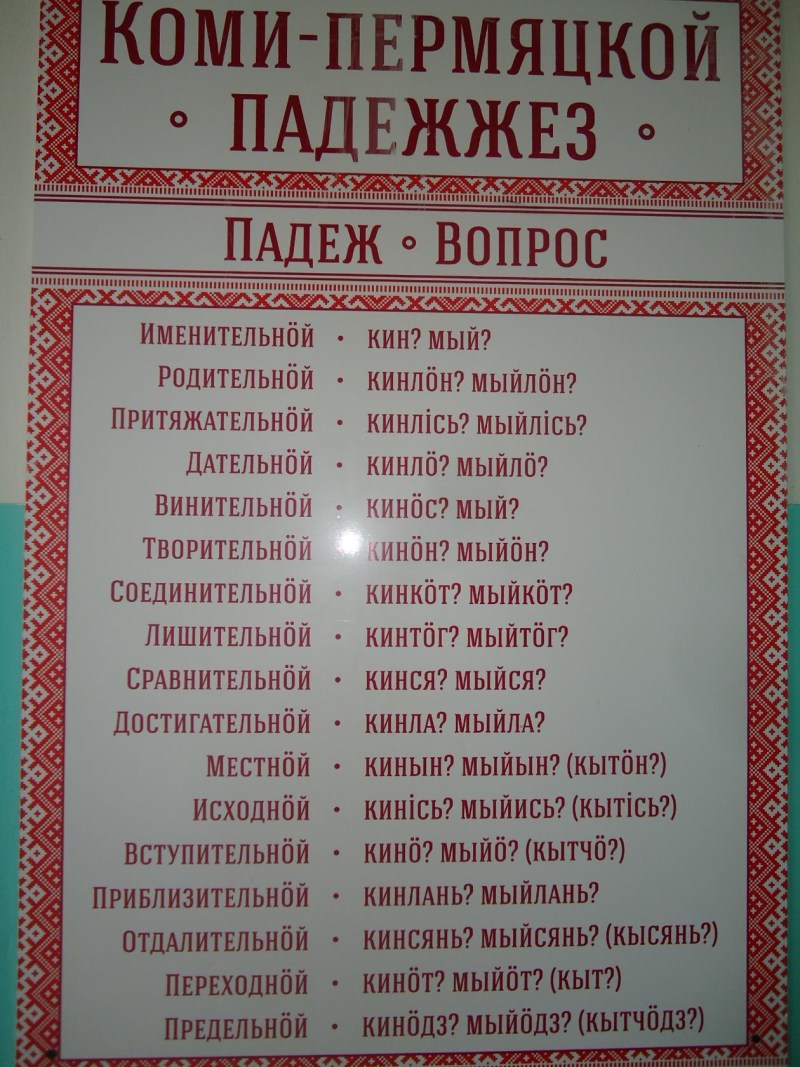 Коми-пермяцкой
• падежжез •
Падеж • Вопрос
Именительнӧй • кин? мый?
Родительнӧй • кинлӧн? мыйлӧн?
Притяжательнӧй • кинлісь? мыйлісь?
Дательнӧй • кинлӧ? мыйлӧ?
Винительнӧй • кинӧс? мый?
Творительнӧй • кинӧн? мыйӧн?
Соединительнӧй • кинкӧт? мыйкӧт?
Лишительнӧй • кинтӧг? мыйтӧг?
Сравнительнӧй • кинся? мыйся?
Достигательнӧй • кинла? мыйла?
Местнӧй • кинын? мыйын? (кытӧн?)
Исходнӧй • кинісь? мыйись? (кытісь?)
Вступительнӧй • кинӧ? мыйӧ? (кытчӧ?)
Приблизительнӧй • кинлань? мыйлань?
Отдалительнӧй • кинсянь? мыйсянь? (кысянь?)
Переходнӧй • кинӧт? мыйӧт? (кыт?)
Предельнӧй • кинӧдз? мыйӧдз? (кытчӧдз?)